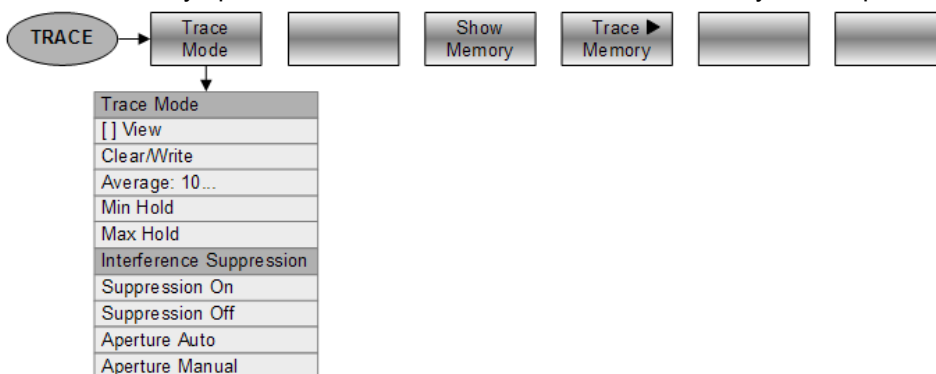 TRACE
Trace
Mode
Show
Memory
Trace ▶
Memory
Trace Mode
[ ] View
Clear/Write
Average: 10...
Min Hold
Max Hold
Interference Suppression
Suppression On
Suppression Off
Aperture Auto
Aperture Manual